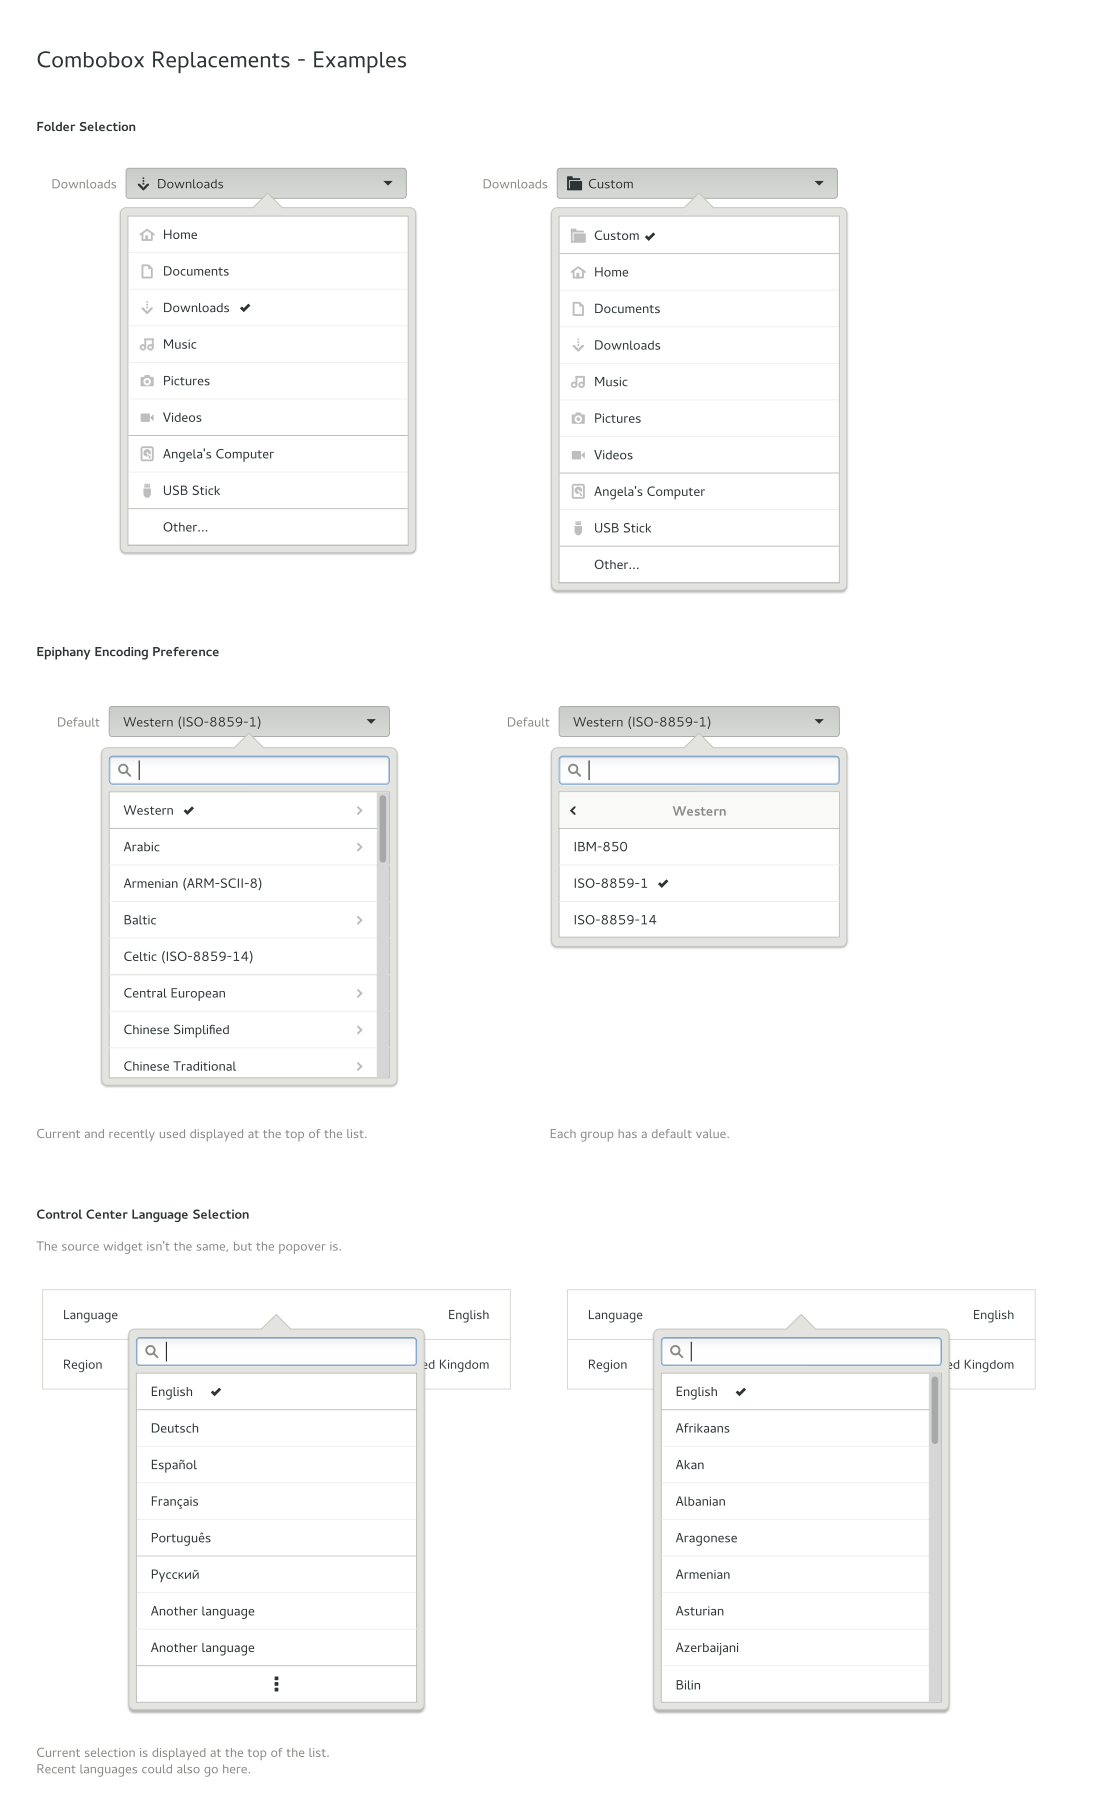 Combobox Replacements - Examples
Folder Selection
Downloads
Downloads
Home
Documents
Downloads
Music
Pictures
Videos
Angela's Computer
USB Stick
Other...
Downloads
Custom
Custom
Home
Documents
Downloads
Music
Pictures
Videos
Angela's Computer
USB Stick
Other...
Epiphany Encoding Preference
Default
Western (ISO-8859-1)
Western
Arabic
Armenian (ARM-SCII-8)
Baltic
Celtic (ISO-8859-14)
Central European
Chinese Simplified
Chinese Traditional
Current and recently used displayed at the top of the list.
Default
Western (ISO-8859-1)
Western
IBM-850
ISO-8859-1
ISO-8859-14
Each group has a default value.
Control Center Language Selection
The source widget isn't the same, but the popover is.
Language English
Region ed Kingdom
English
Deutsch
Español
Français
Português
Русский
Another language
Another language
Language English
Region ed Kingdom
English
Afrikaans
Akan
Albanian
Aragonese
Armenian
Asturian
Azerbaijani
Bilin
Current selection is displayed at the top of the list.
Recent languages could also go here.